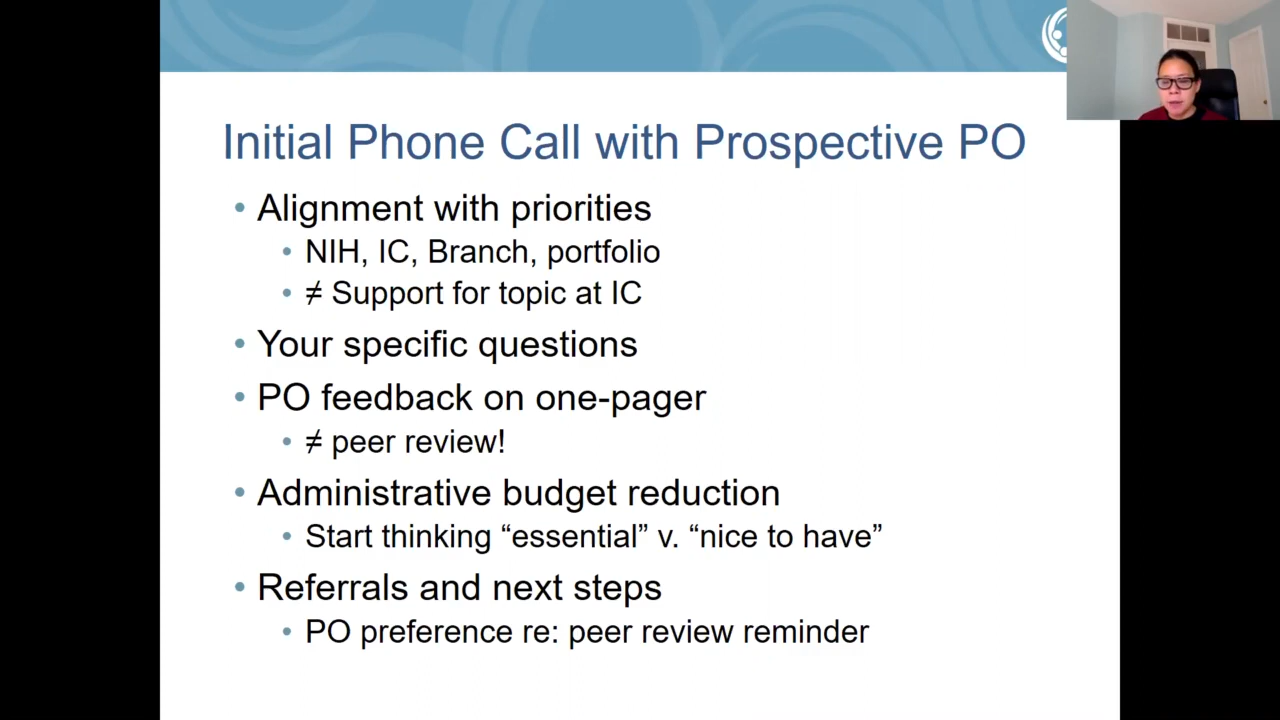 Initial Phone Call with Prospective PO
• Alignment with priorities
• NIH, IC, Branch, portfolio
• ≠ Support for topic at IC
• Your specific questions
• PO feedback on one-pager
• ≠ peer review!
• Administrative budget reduction
• Start thinking “essential” v. “nice to have”
• Referrals and next steps
• PO preference re: peer review reminder